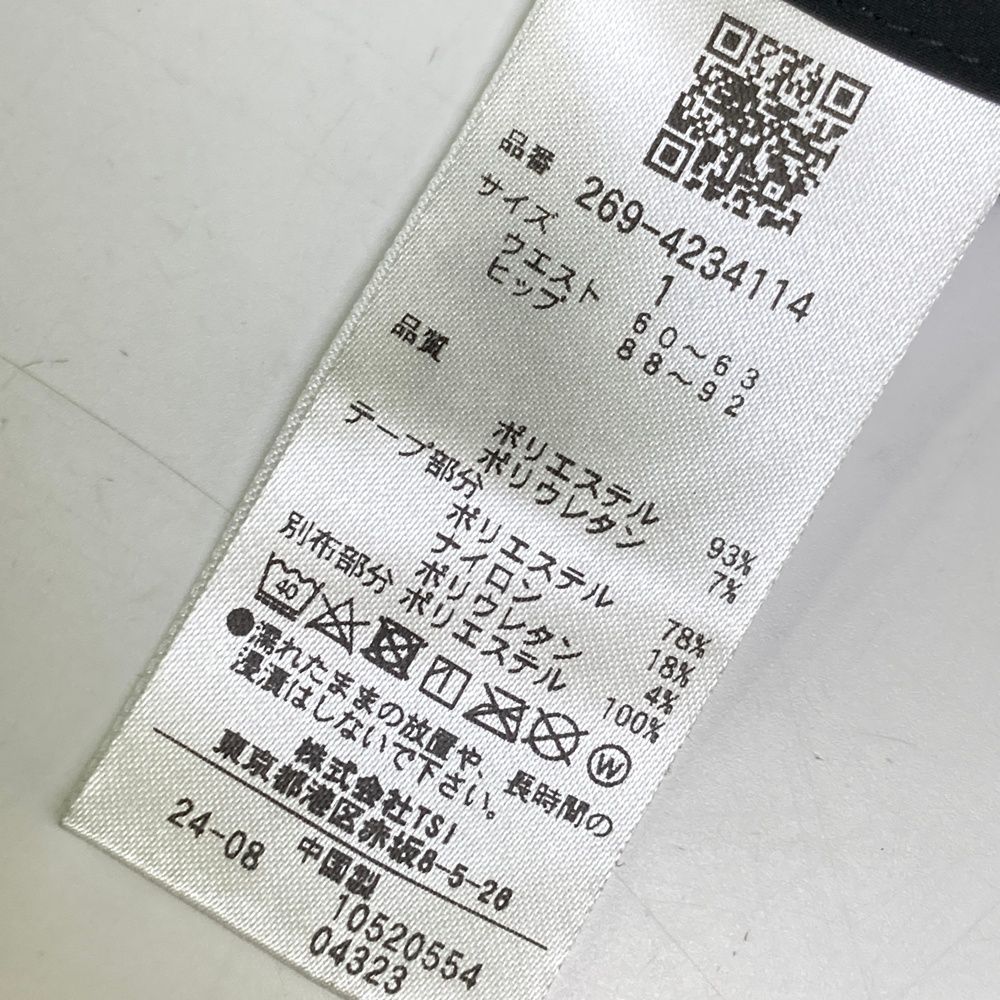 品番 269-4234114
サイズ 1
ウエスト 60～63
ヒップ 88～92
品質
ポリエステル 93%
ポリウレタン 7%
テープ部分
ポリエステル 78%
ナイロン 18%
ポリウレタン 4%
別布部分 ポリエステル 100%
40 W
●濡れたままの放置や、長時間の
浸漬はしないで下さい。
株式会社TSI
東京都港区赤坂8-5-26
24-08 中国製
10520554
04323